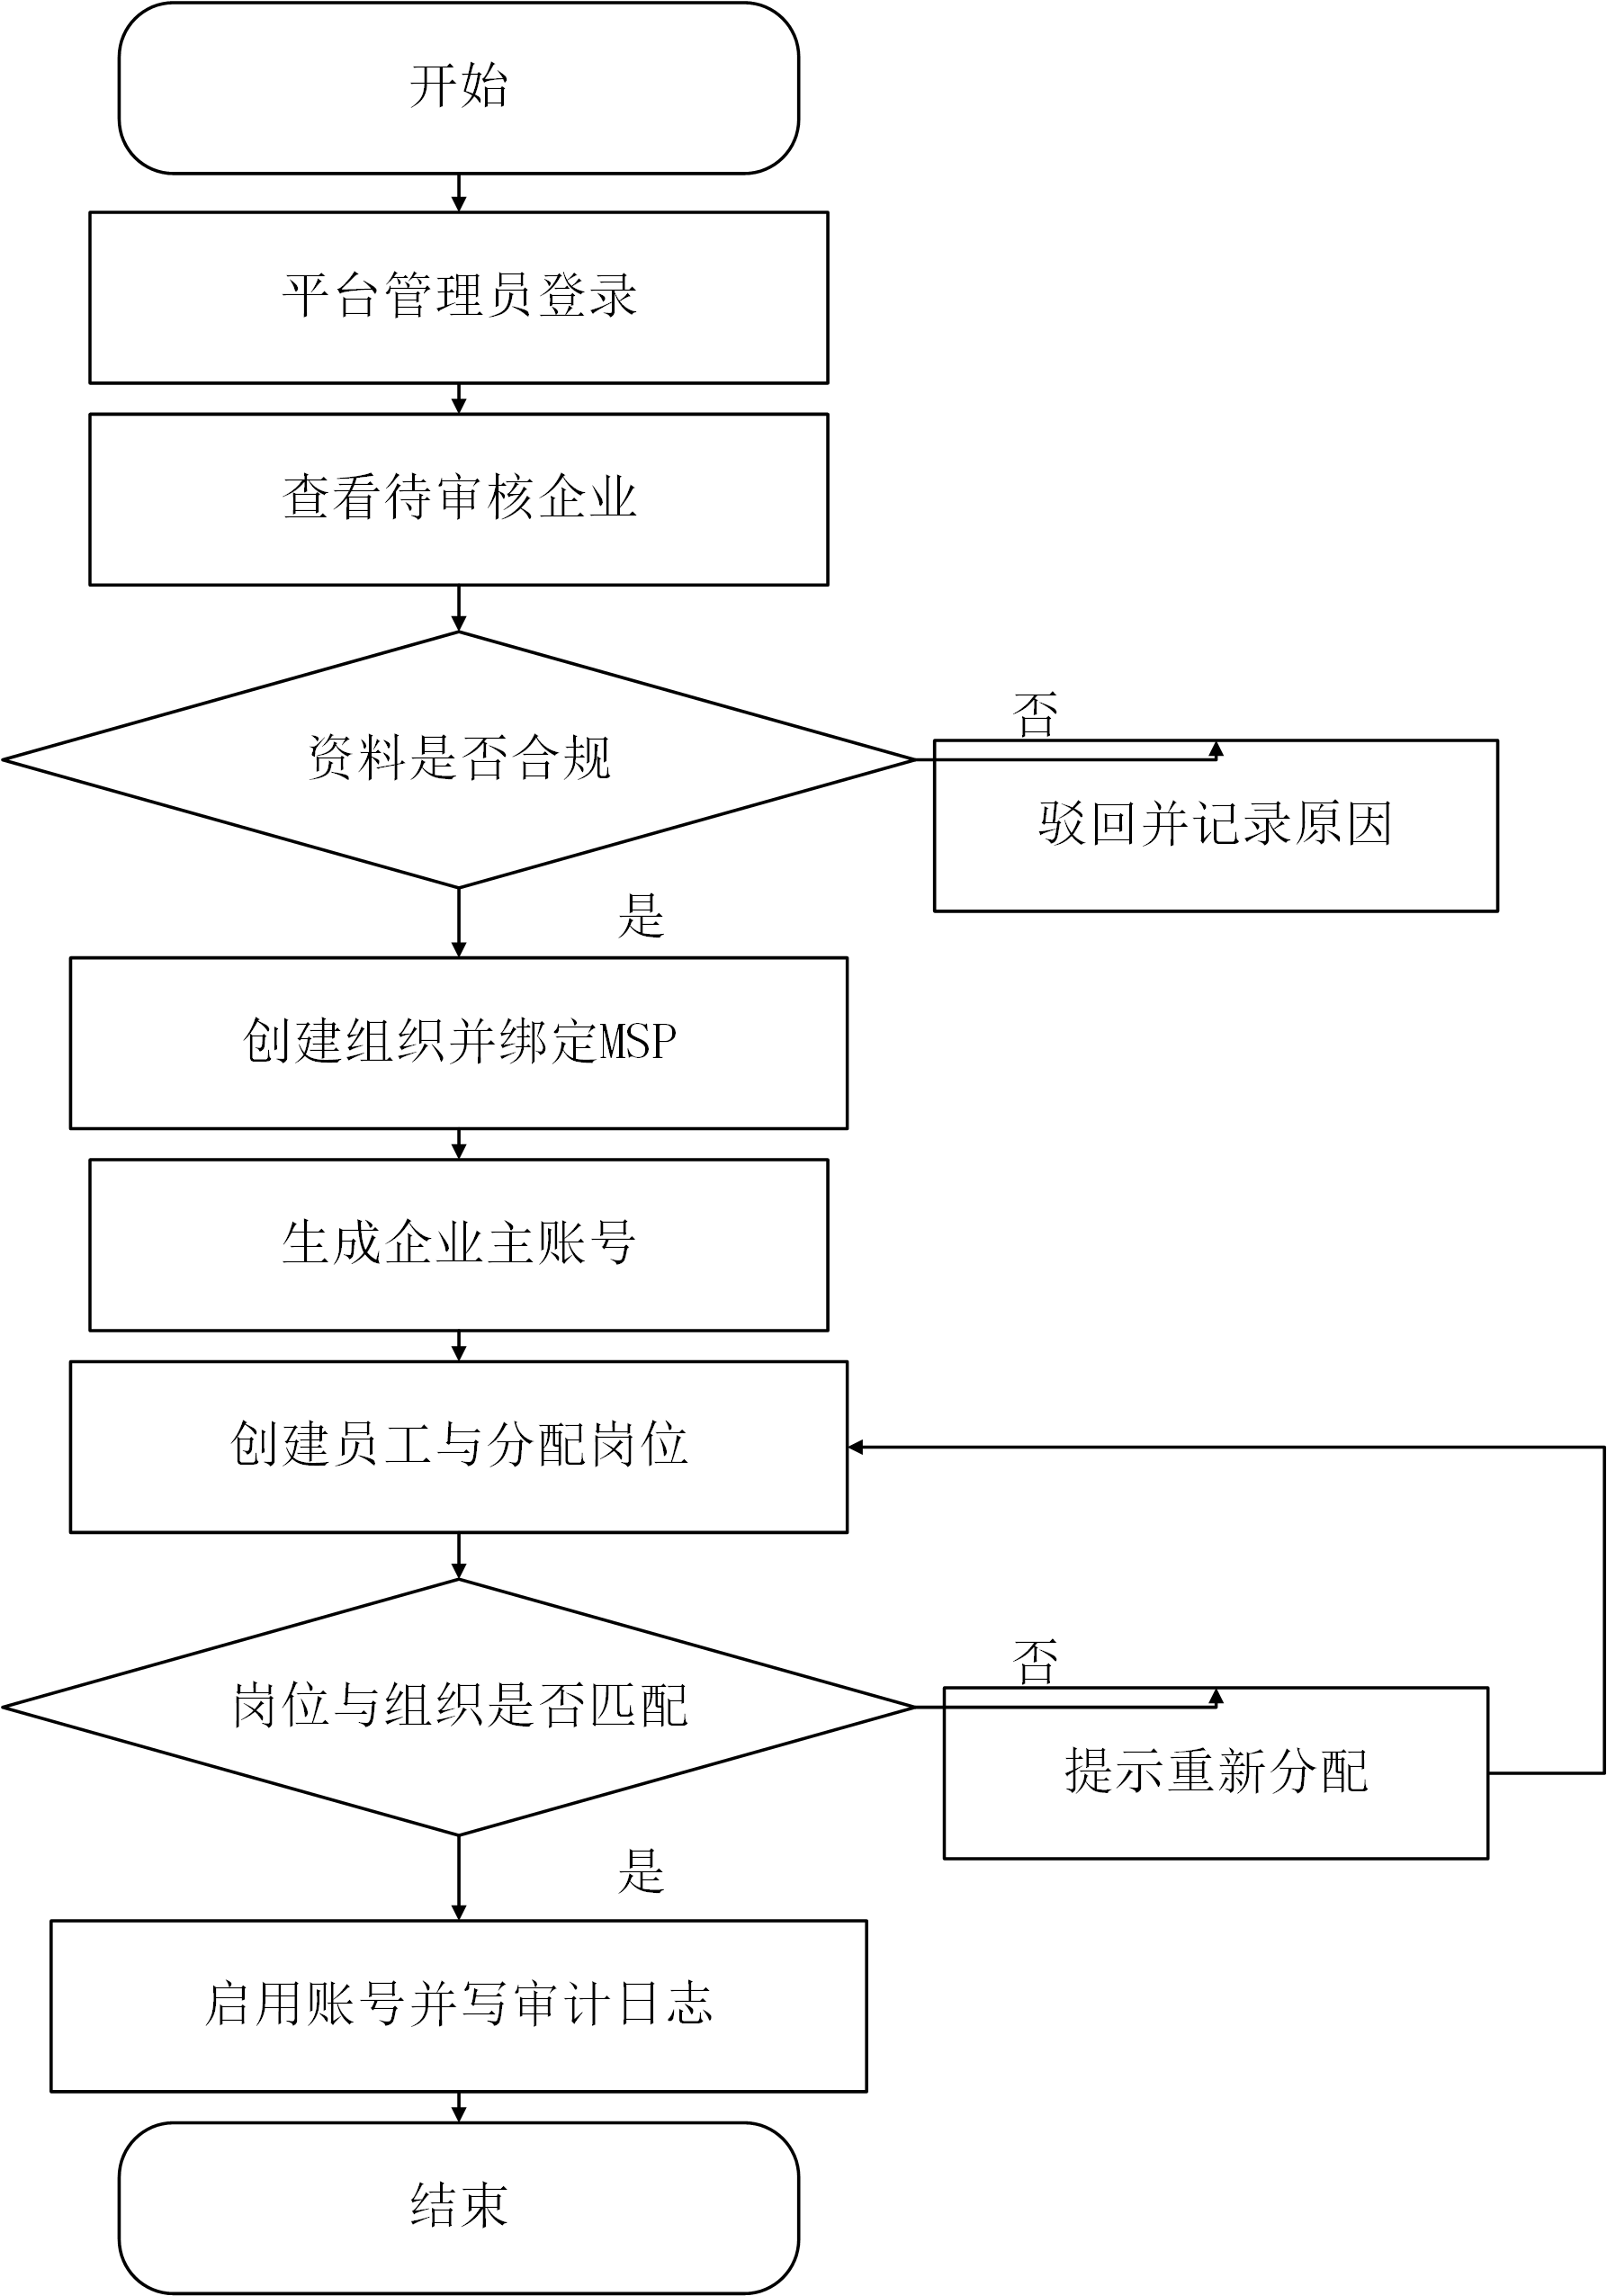 开始
平台管理员登录
查看待审核企业
资料是否合规
否
驳回并记录原因
是
创建组织并绑定MSP
生成企业主账号
创建员工与分配岗位
岗位与组织是否匹配
否
提示重新分配
是
启用账号并写审计日志
结束